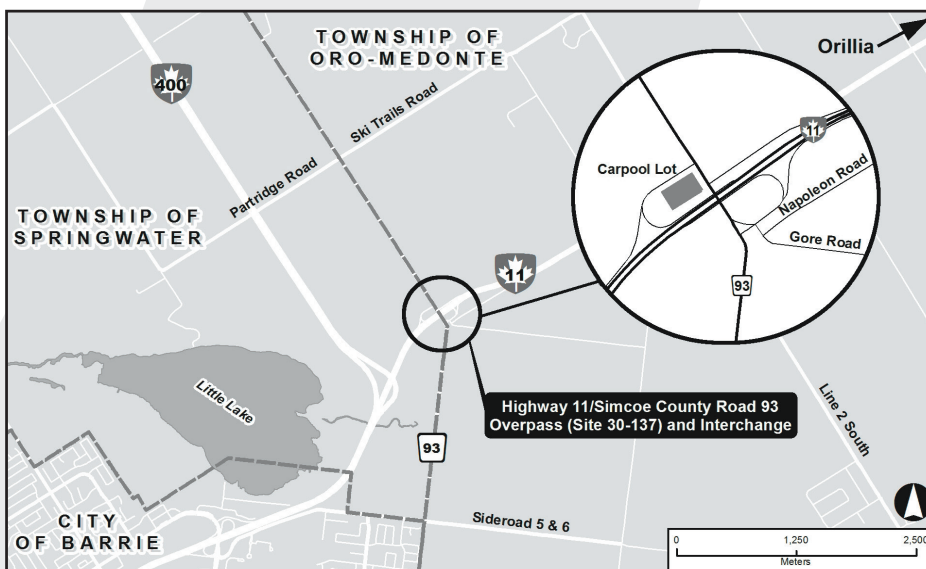 TOWNSHIP OF
ORO-MEDONTE
Orillia
400
Ski Trails Road
11
Carpool Lot
Partridge Road
Napoleon Road
TOWNSHIP OF
SPRINGWATER
Gore Road
11
93
Little Lake
Highway 11/Simcoe County Road 93
Overpass (Site 30-137) and Interchange
Line 2 South
93
Sideroad 5 & 6
CITY
OF BARRIE
0 1,250 2,500
Meters